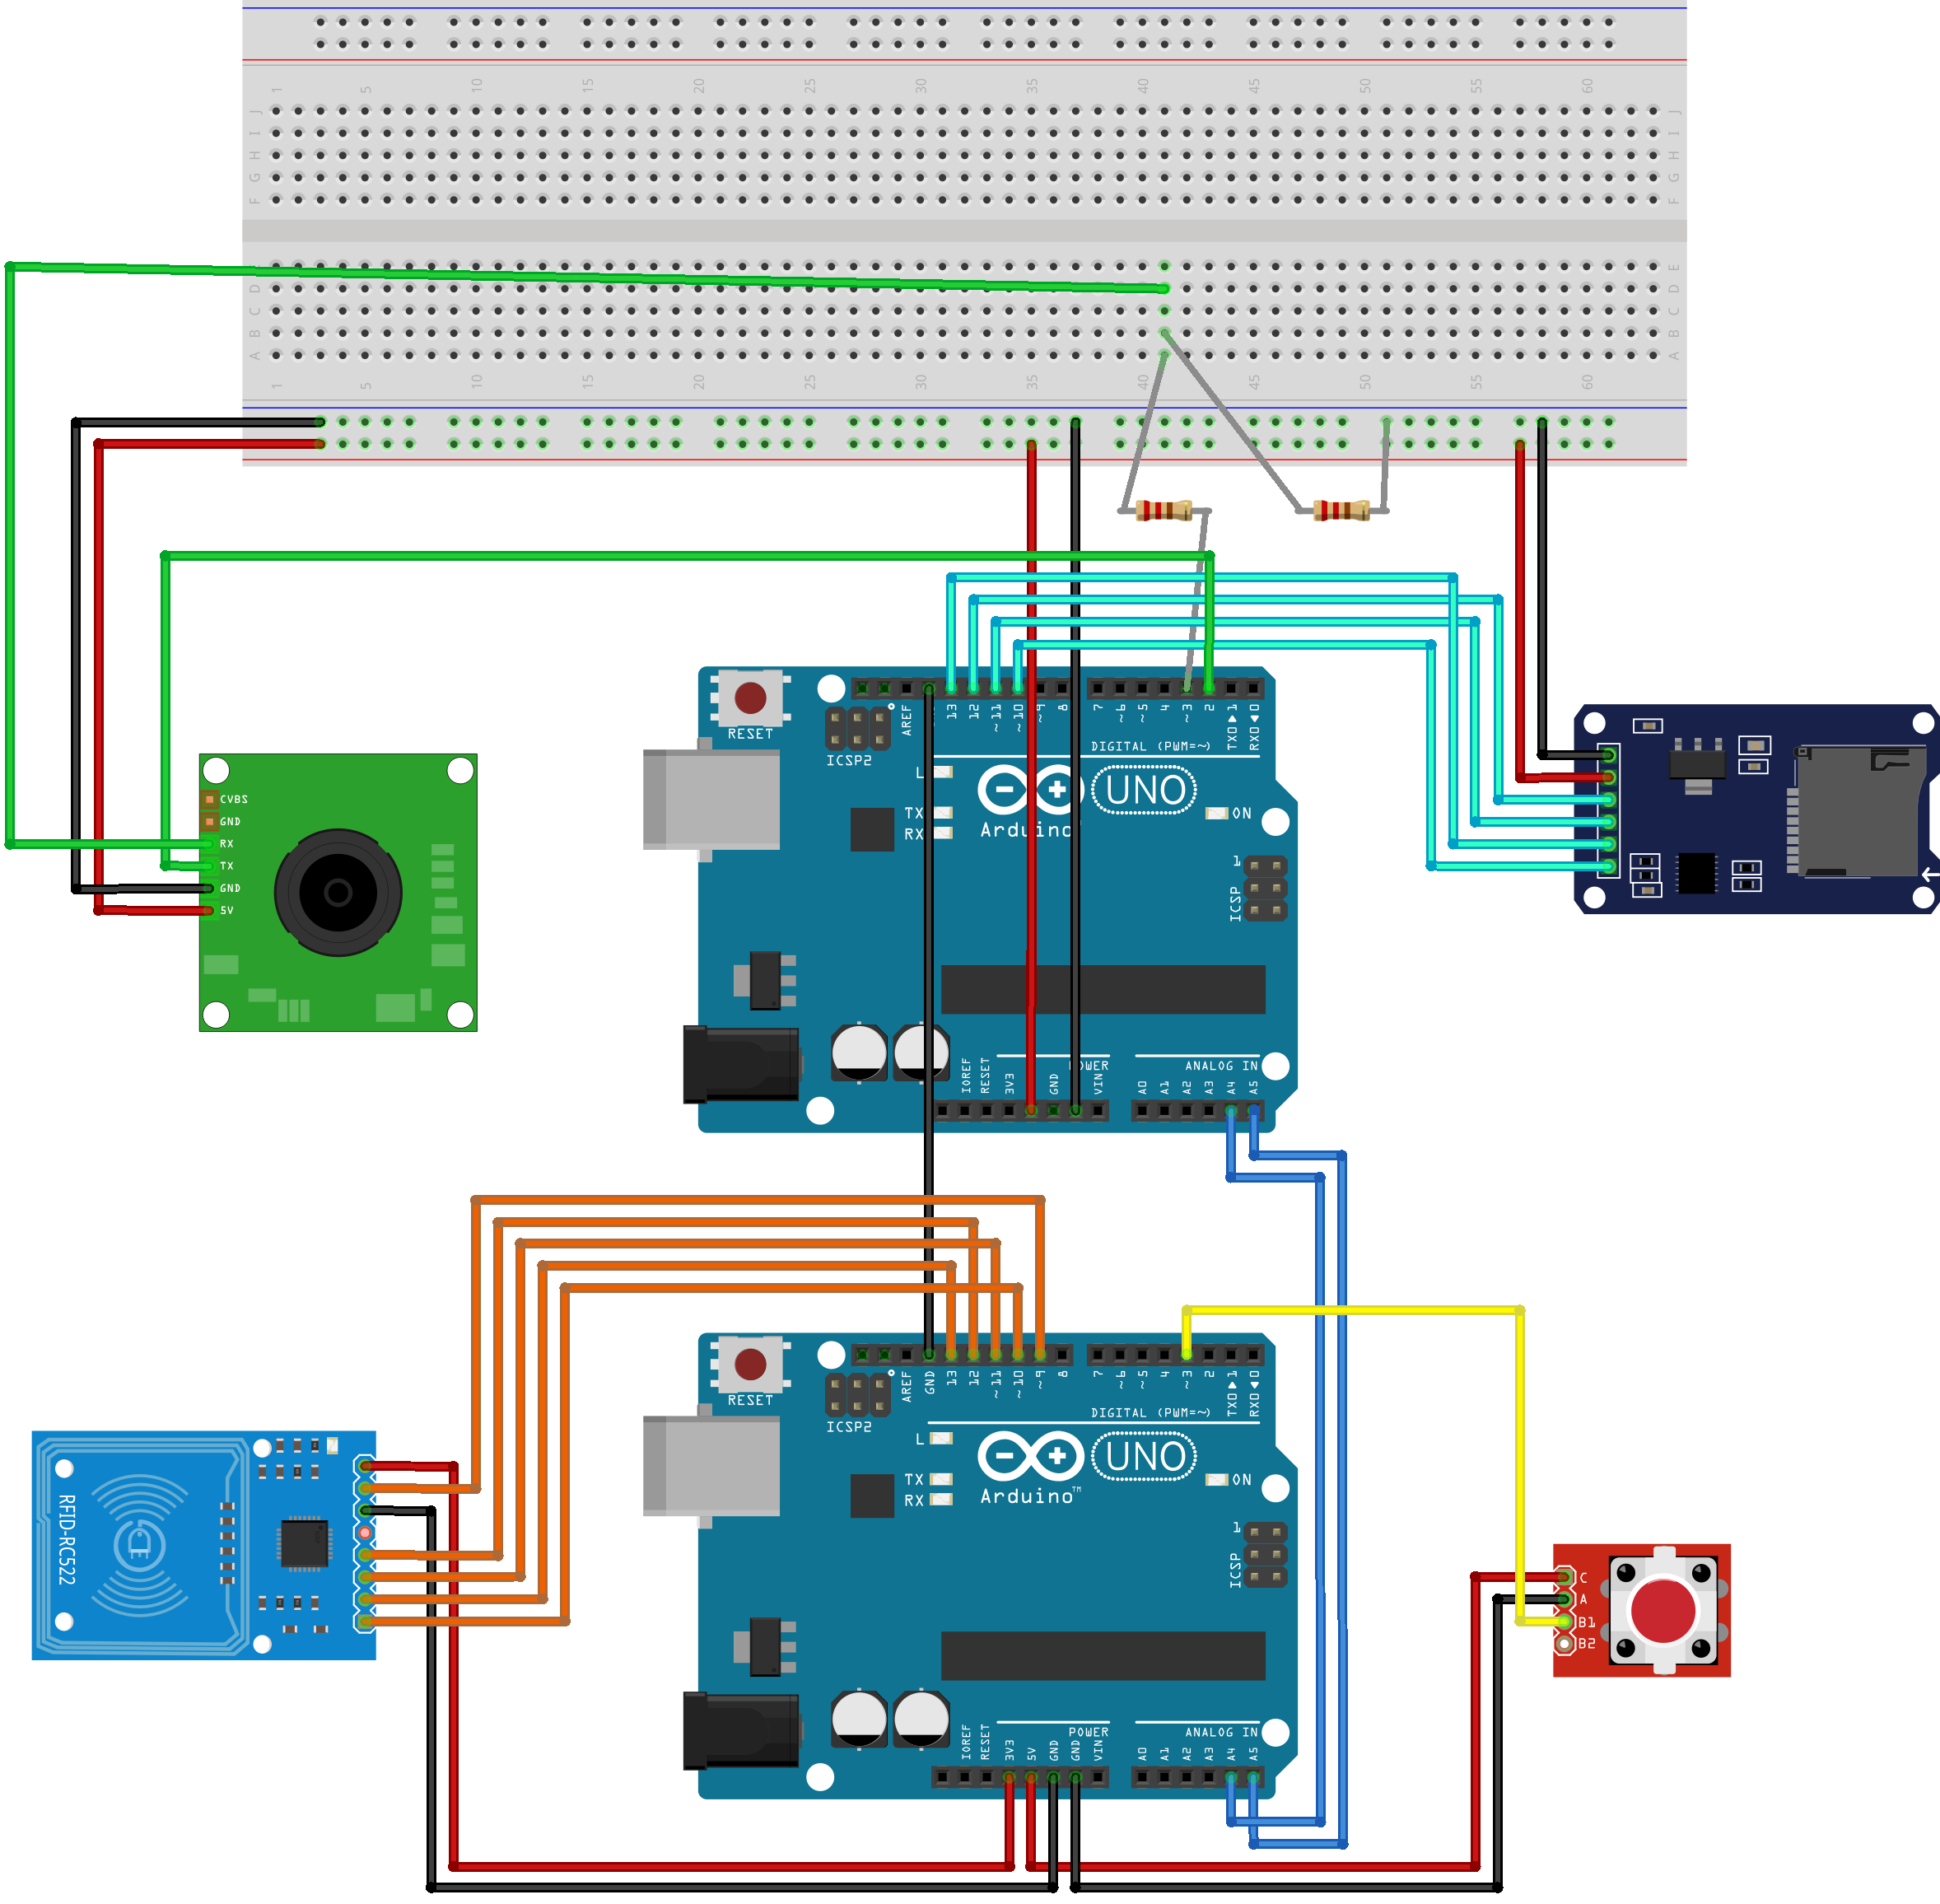 1 5 10 15 20 25 30 35 40 45 50 55 60
J J
I I
H H
G G
F F
E
D D
C C
B B
A A
1 5 10 15 20 25 30 35 40 45 50 55 60
RESET
ICSP2
AREF
13
12
~11
~10
~9
8
7
~6
~5
4
~3
2
TX0▶1
RX0◀0
DIGITAL (PWM=~)
L
TX
RX
UNO
Arduino
ON
1
ICSP
IOREF
RESET
3V3
GND
VIN
OWER
ANALOG IN
A0
A1
A2
A3
A4
A5
CVBS
GND
RX
TX
GND
5V
RESET
ICSP2
AREF
GND
13
12
~11
~10
~9
8
7
~6
~5
4
~3
2
TX0▶1
RX0◀0
DIGITAL (PWM=~)
L
TX
RX
UNO
Arduino™
ON
1
ICSP
IOREF
RESET
3V3
5V
GND
GND
VIN
POWER
ANALOG IN
A0
A1
A2
A3
A4
A5
RFID-RC522
C
A
B1
B2